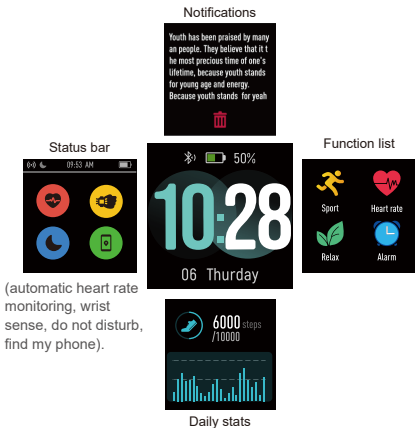 Notifications
Youth has been praised by many
an people. They believe that it t
he most precious time of one's
lifetime, because youth stands
for young age and energy.
Because youth stands for yeah
Status bar
09:53 AM
(automatic heart rate
monitoring, wrist
sense, do not disturb,
find my phone).
50%
10:28
06 Thurday
Function list
Sport
Heart rate
Relax
Alarm
6000 steps
/10000
Daily stats